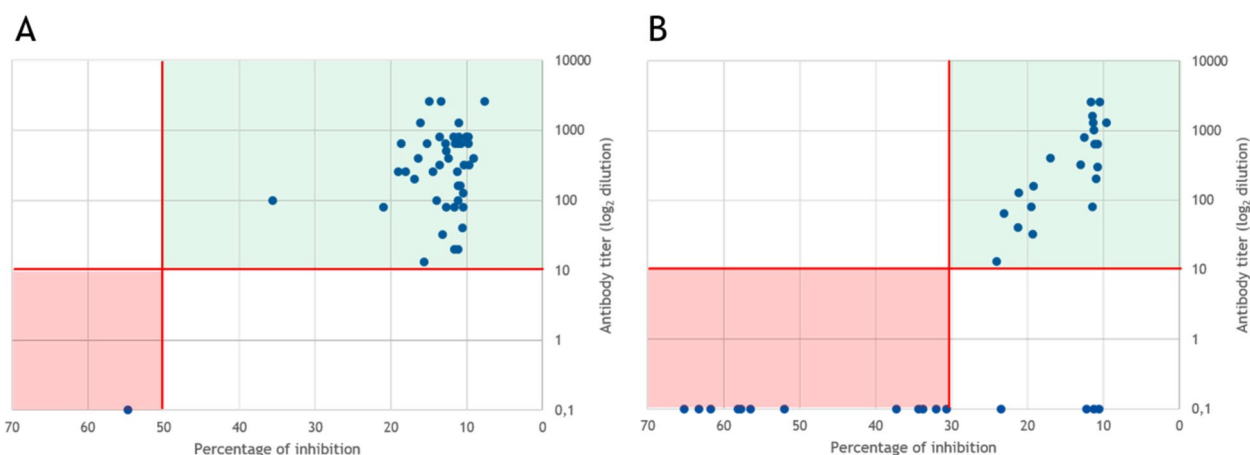 A
10000
1000
100
10
1
0,1
70 60 50 40 30 20 10 0
Percentage of inhibition
Antibody titer (log₂ dilution)
B
10000
1000
100
10
1
0,1
70 60 50 40 30 20 10 0
Percentage of inhibition
Antibody titer (log₂ dilution)